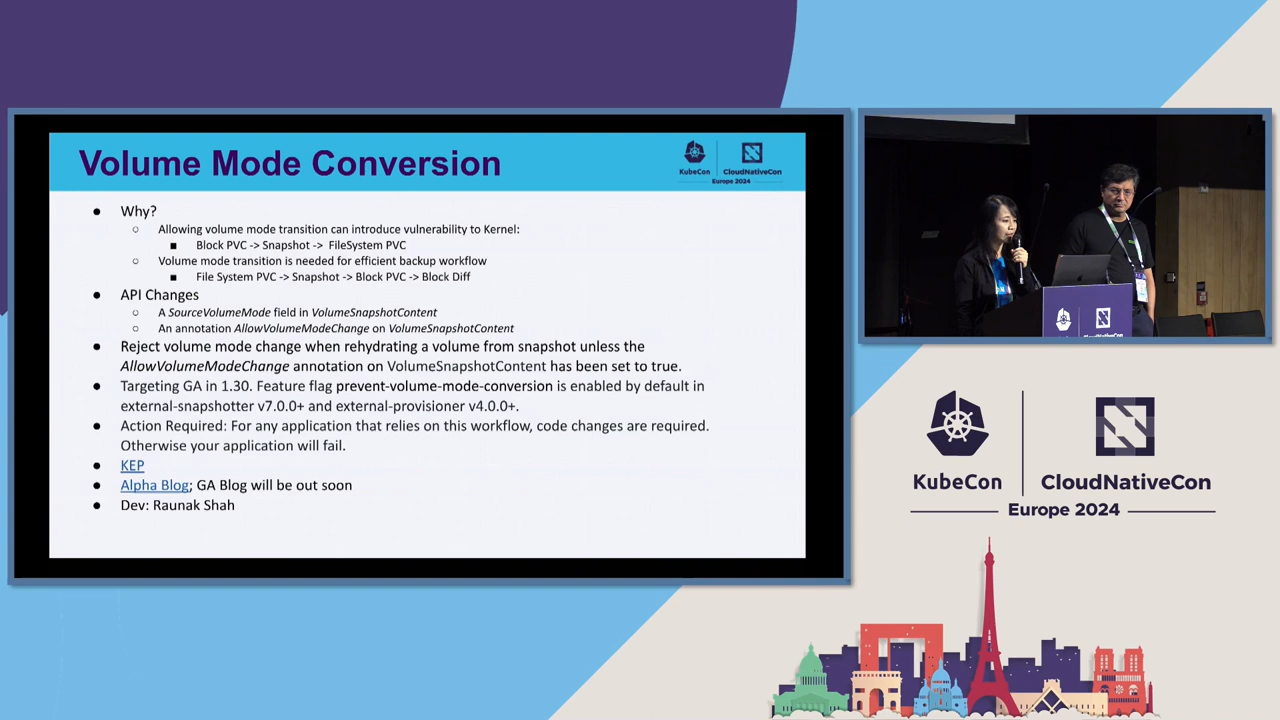 Volume Mode Conversion
KubeCon
CloudNativeCon
Europe 2024
● Why?
○ Allowing volume mode transition can introduce vulnerability to Kernel:
■ Block PVC -> Snapshot -> FileSystem PVC
○ Volume mode transition is needed for efficient backup workflow
■ File System PVC -> Snapshot -> Block PVC -> Block Diff
● API Changes
○ A SourceVolumeMode field in VolumeSnapshotContent
○ An annotation AllowVolumeModeChange on VolumeSnapshotContent
● Reject volume mode change when rehydrating a volume from snapshot unless the
AllowVolumeModeChange annotation on VolumeSnapshotContent has been set to true.
● Targeting GA in 1.30. Feature flag prevent-volume-mode-conversion is enabled by default in
external-snapshotter v7.0.0+ and external-provisioner v4.0.0+.
● Action Required: For any application that relies on this workflow, code changes are required.
Otherwise your application will fail.
● KEP
● Alpha Blog; GA Blog will be out soon
● Dev: Raunak Shah
KubeCon
CloudNativeCon
Europe 2024